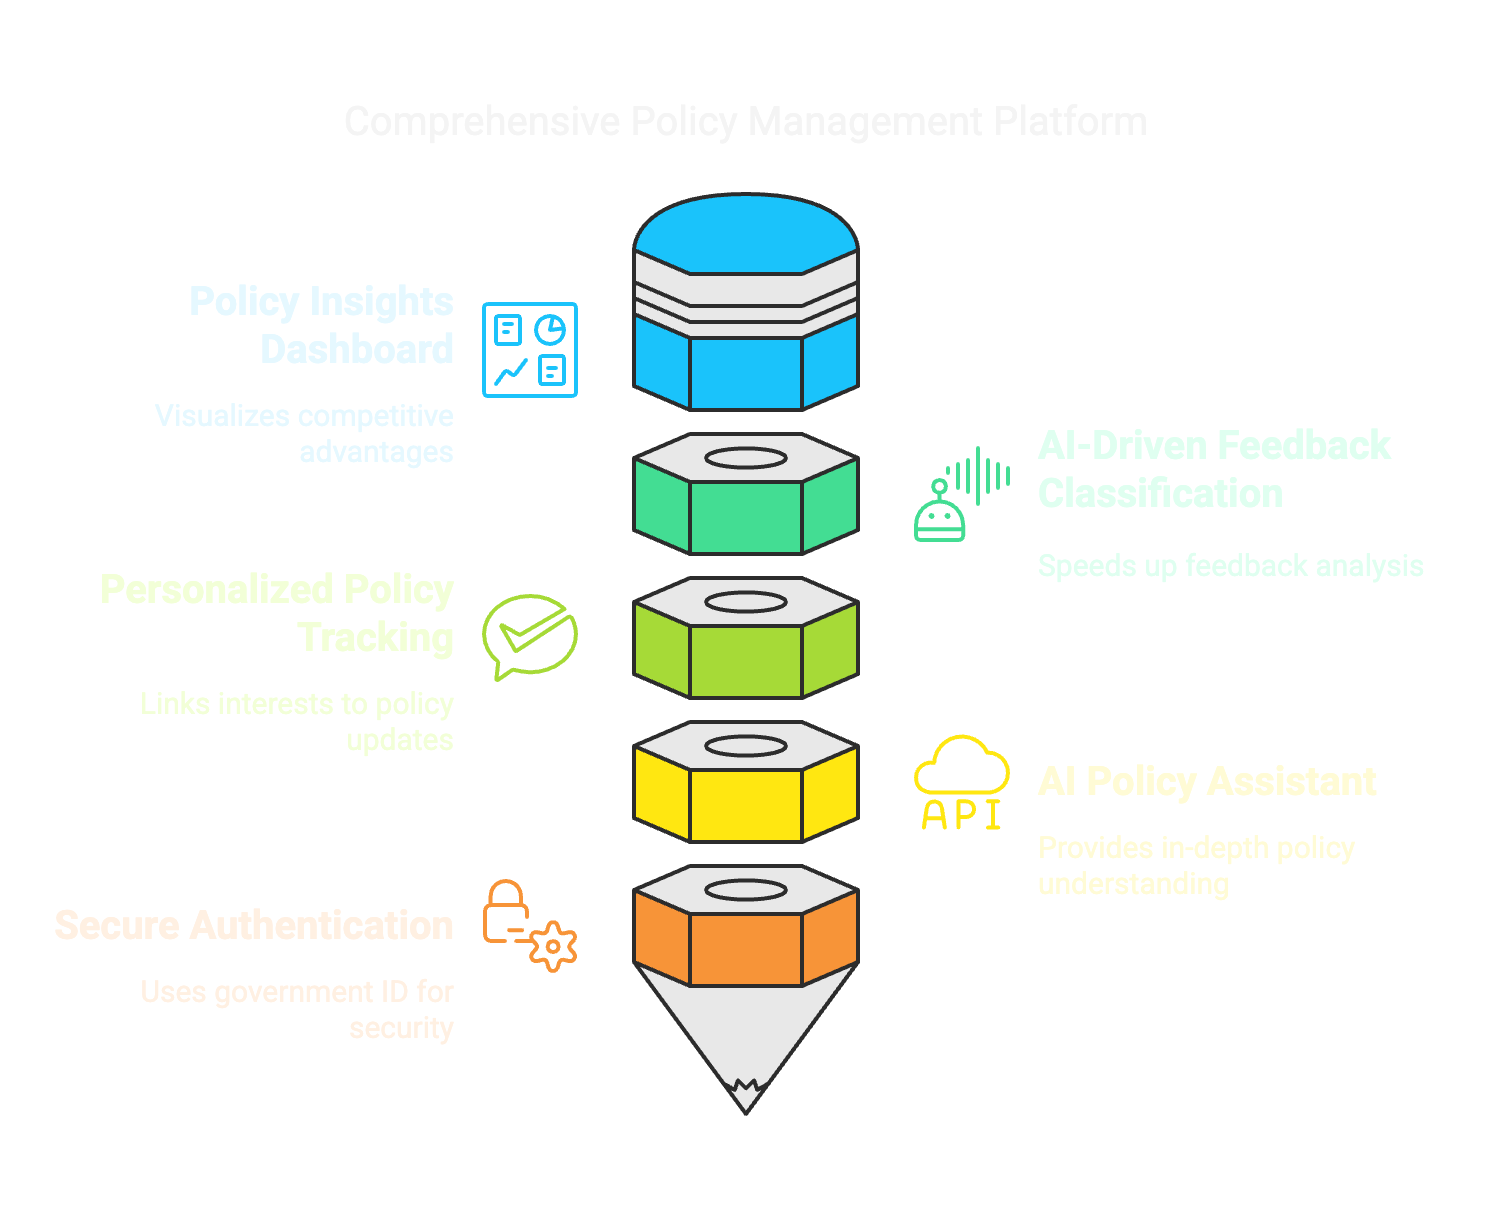 Comprehensive Policy Management Platform
Policy Insights
Dashboard
Visualizes competitive
advantages
AI-Driven Feedback
Classification
Speeds up feedback analysis
Personalized Policy
Tracking
Links interests to policy
updates
API
AI Policy Assistant
Provides in-depth policy
understanding
Secure Authentication
Uses government ID for
security